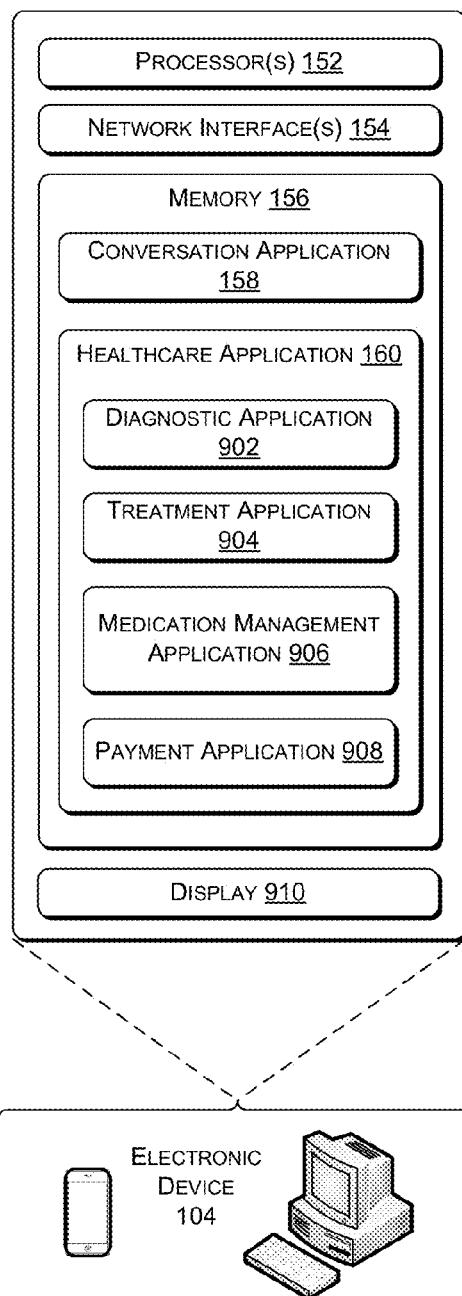 PROCESSOR(S) 152
NETWORK INTERFACE(S) 154
MEMORY 156
CONVERSATION APPLICATION
158
HEALTHCARE APPLICATION 160
DIAGNOSTIC APPLICATION
902
TREATMENT APPLICATION
904
MEDICATION MANAGEMENT
APPLICATION 906
PAYMENT APPLICATION 908
DISPLAY 910
ELECTRONIC
DEVICE
104